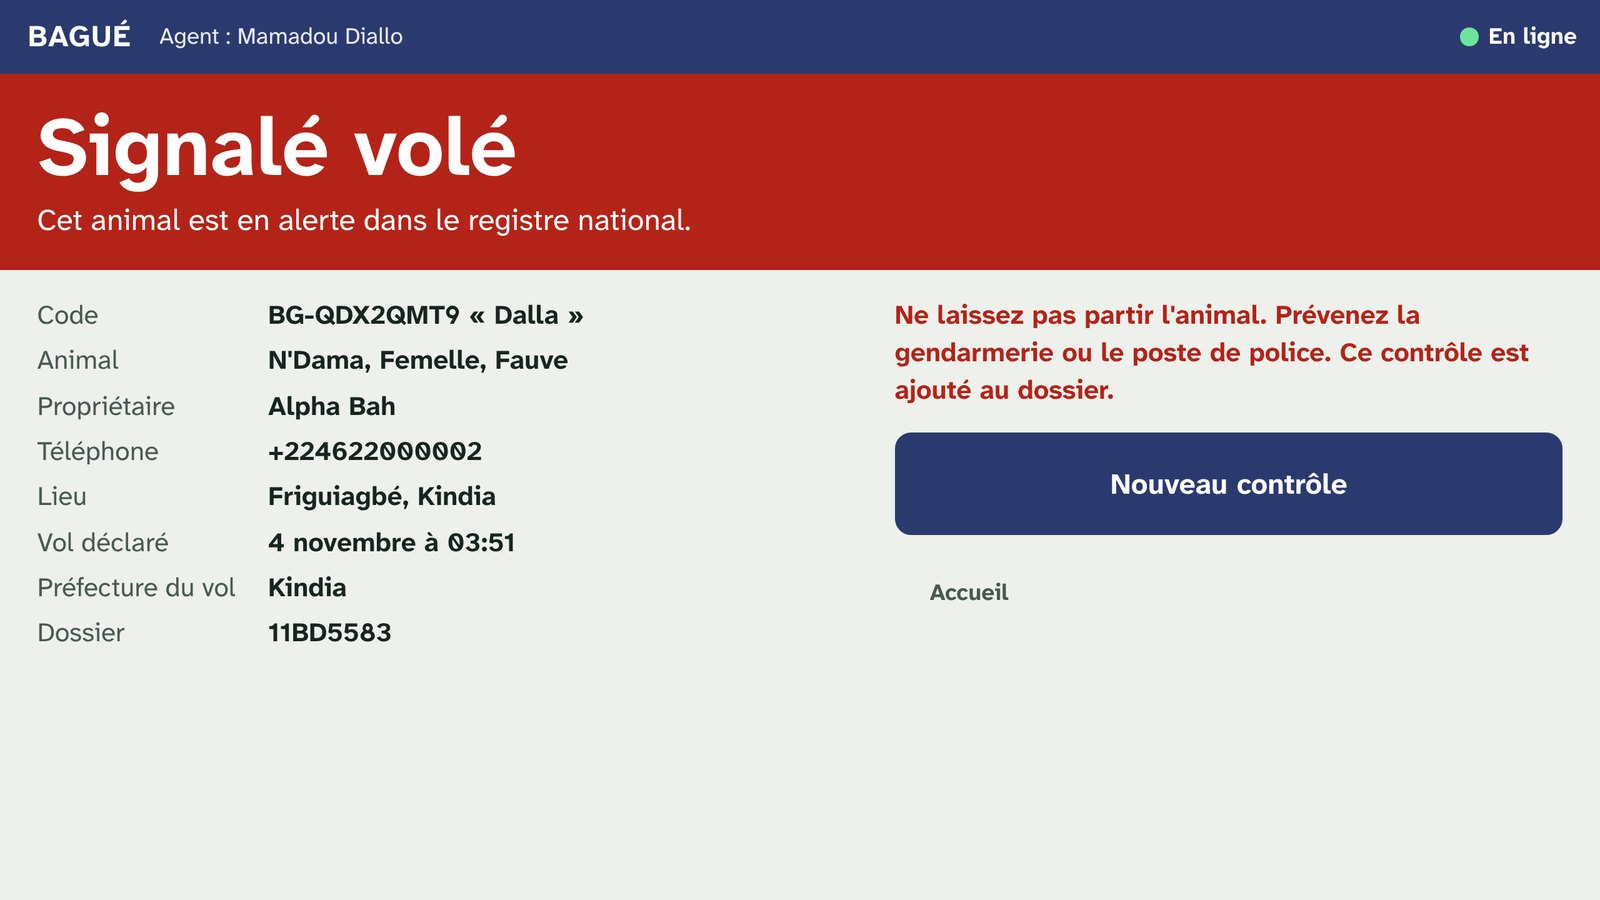 BAGUÉ Agent : Mamadou Diallo
En ligne
Signalé volé
Cet animal est en alerte dans le registre national.
Code BG-QDX2QMT9 « Dalla »
Animal N'Dama, Femelle, Fauve
Propriétaire Alpha Bah
Téléphone +224622000002
Lieu Friguiagbé, Kindia
Vol déclaré 4 novembre à 03:51
Préfecture du vol Kindia
Dossier 11BD5583
Ne laissez pas partir l'animal. Prévenez la
gendarmerie ou le poste de police. Ce contrôle est
ajouté au dossier.
Nouveau contrôle
Accueil